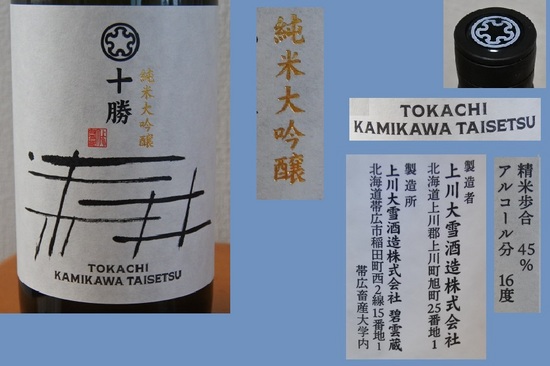 純米大吟醸
十勝
TOKACHI
KAMIKAWA TAISETSU
純米大吟醸
TOKACHI
KAMIKAWA TAISETSU
製造者
上川大雪酒造株式会社
北海道上川郡上川町旭町25番地1
製造所
上川大雪酒造株式会社 碧雲蔵
北海道帯広市稲田町西2線15番地1
帯広畜産大学内
精米歩合 45%
アルコール分 16度